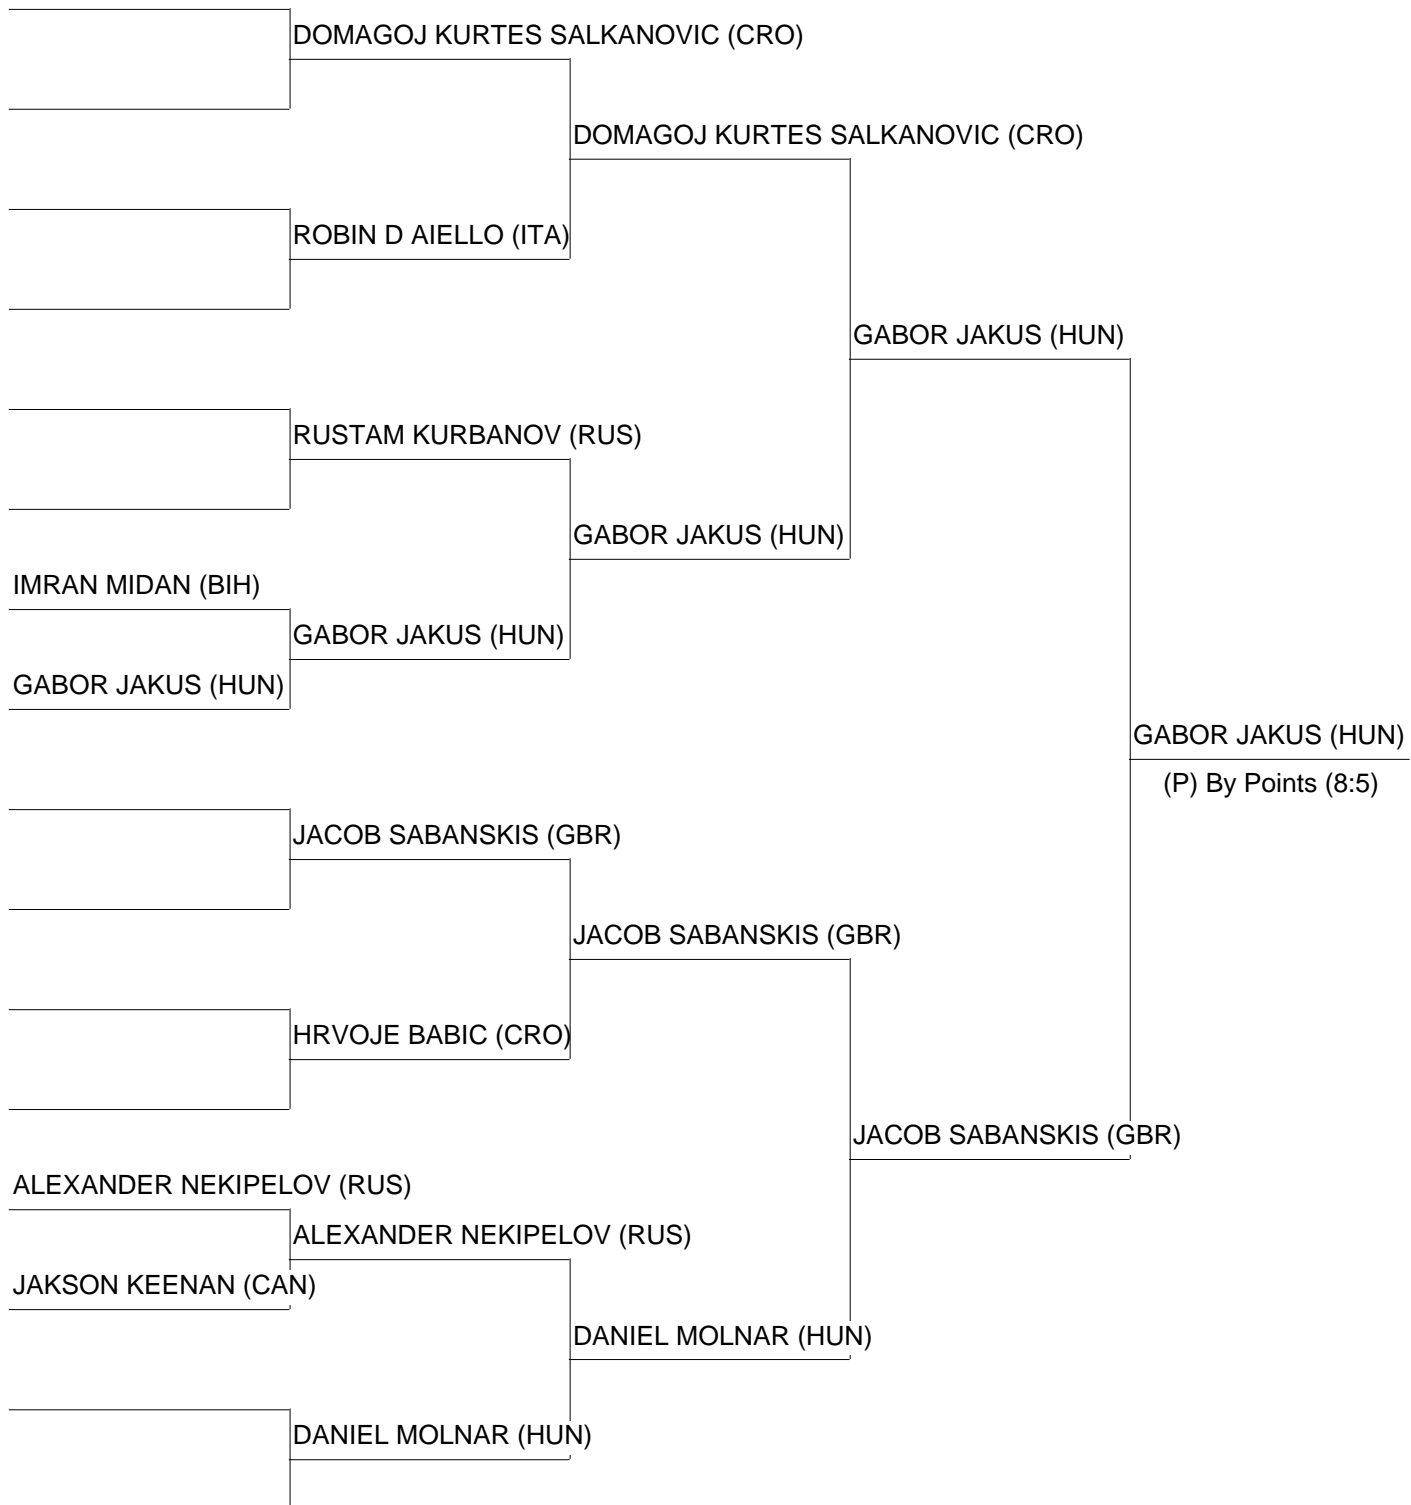 DOMAGOJ KURTES SALKANOVIC (CRO)
DOMAGOJ KURTES SALKANOVIC (CRO)
ROBIN D AIELLO (ITA)
GABOR JAKUS (HUN)
RUSTAM KURBANOV (RUS)
GABOR JAKUS (HUN)
IMRAN MIDAN (BIH)
GABOR JAKUS (HUN)
GABOR JAKUS (HUN)
GABOR JAKUS (HUN)
(P) By Points (8:5)
JACOB SABANSKIS (GBR)
JACOB SABANSKIS (GBR)
HRVOJE BABIC (CRO)
JACOB SABANSKIS (GBR)
ALEXANDER NEKIPELOV (RUS)
ALEXANDER NEKIPELOV (RUS)
JAKSON KEENAN (CAN)
DANIEL MOLNAR (HUN)
DANIEL MOLNAR (HUN)